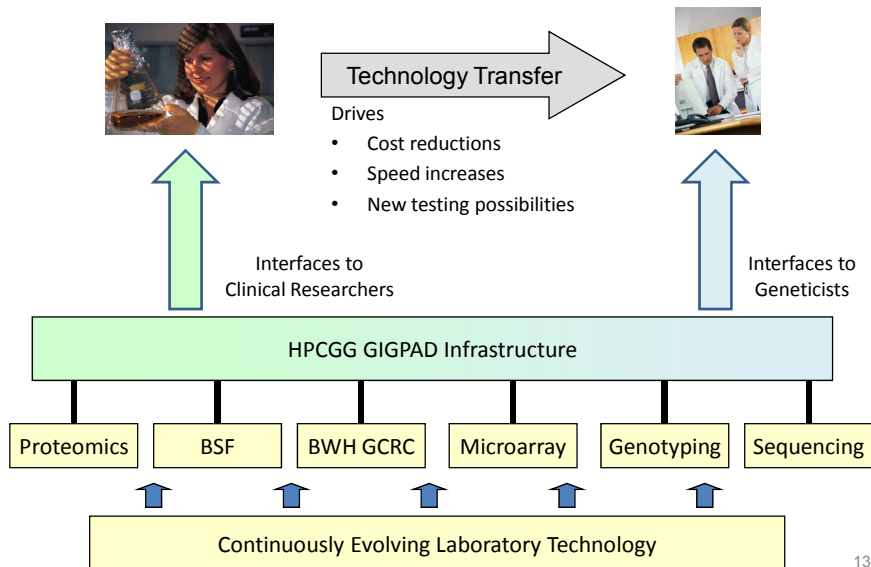 Technology Transfer
Drives
• Cost reductions
• Speed increases
• New testing possibilities
Interfaces to
Clinical Researchers
Interfaces to
Geneticists
HPCGG GIGPAD Infrastructure
Proteomics
BSF
BWH GCRC
Microarray
Genotyping
Sequencing
Continuously Evolving Laboratory Technology
13